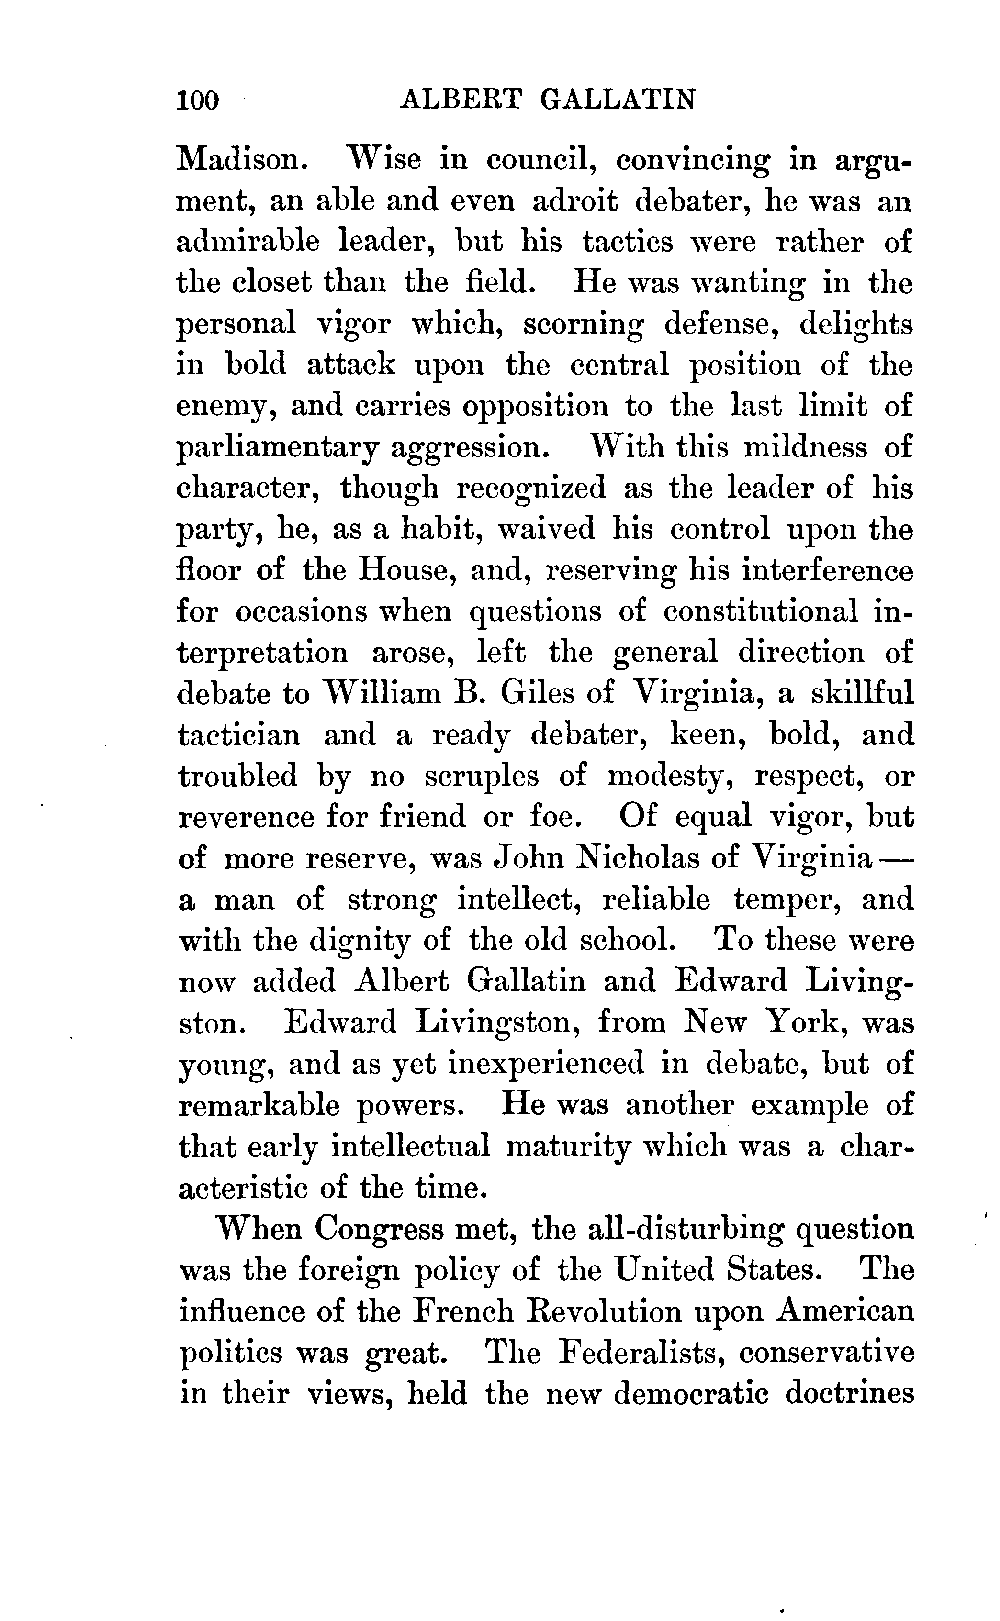 100 ALBERT GALLATIN
Madison. Wise in council, convincing in argu-
ment, an able and even adroit debater, he was an
admirable leader, but his tactics were rather of
the closet than the field. He was wanting in the
personal vigor which, scorning defense, delights
in bold attack upon the central position of the
enemy, and carries opposition to the last limit of
parliamentary aggression. With this mildness of
character, though recognized as the leader of his
party, he, as a habit, waived his control upon the
floor of the House, and, reserving his interference
for occasions when questions of constitutional in-
terpretation arose, left the general direction of
debate to William B. Giles of Virginia, a skillful
tactician and a ready debater, keen, bold, and
troubled by no scruples of modesty, respect, or
reverence for friend or foe. Of equal vigor, but
of more reserve, was John Nicholas of Virginia —
a man of strong intellect, reliable temper, and
with the dignity of the old school. To these were
now added Albert Gallatin and Edward Living-
ston. Edward Livingston, from New York, was
young, and as yet inexperienced in debate, but of
remarkable powers. He was another example of
that early intellectual maturity which was a char-
acteristic of the time.
When Congress met, the all-disturbing question
was the foreign policy of the United States. The
influence of the French Revolution upon American
politics was great. The Federalists, conservative
in their views, held the new democratic doctrines